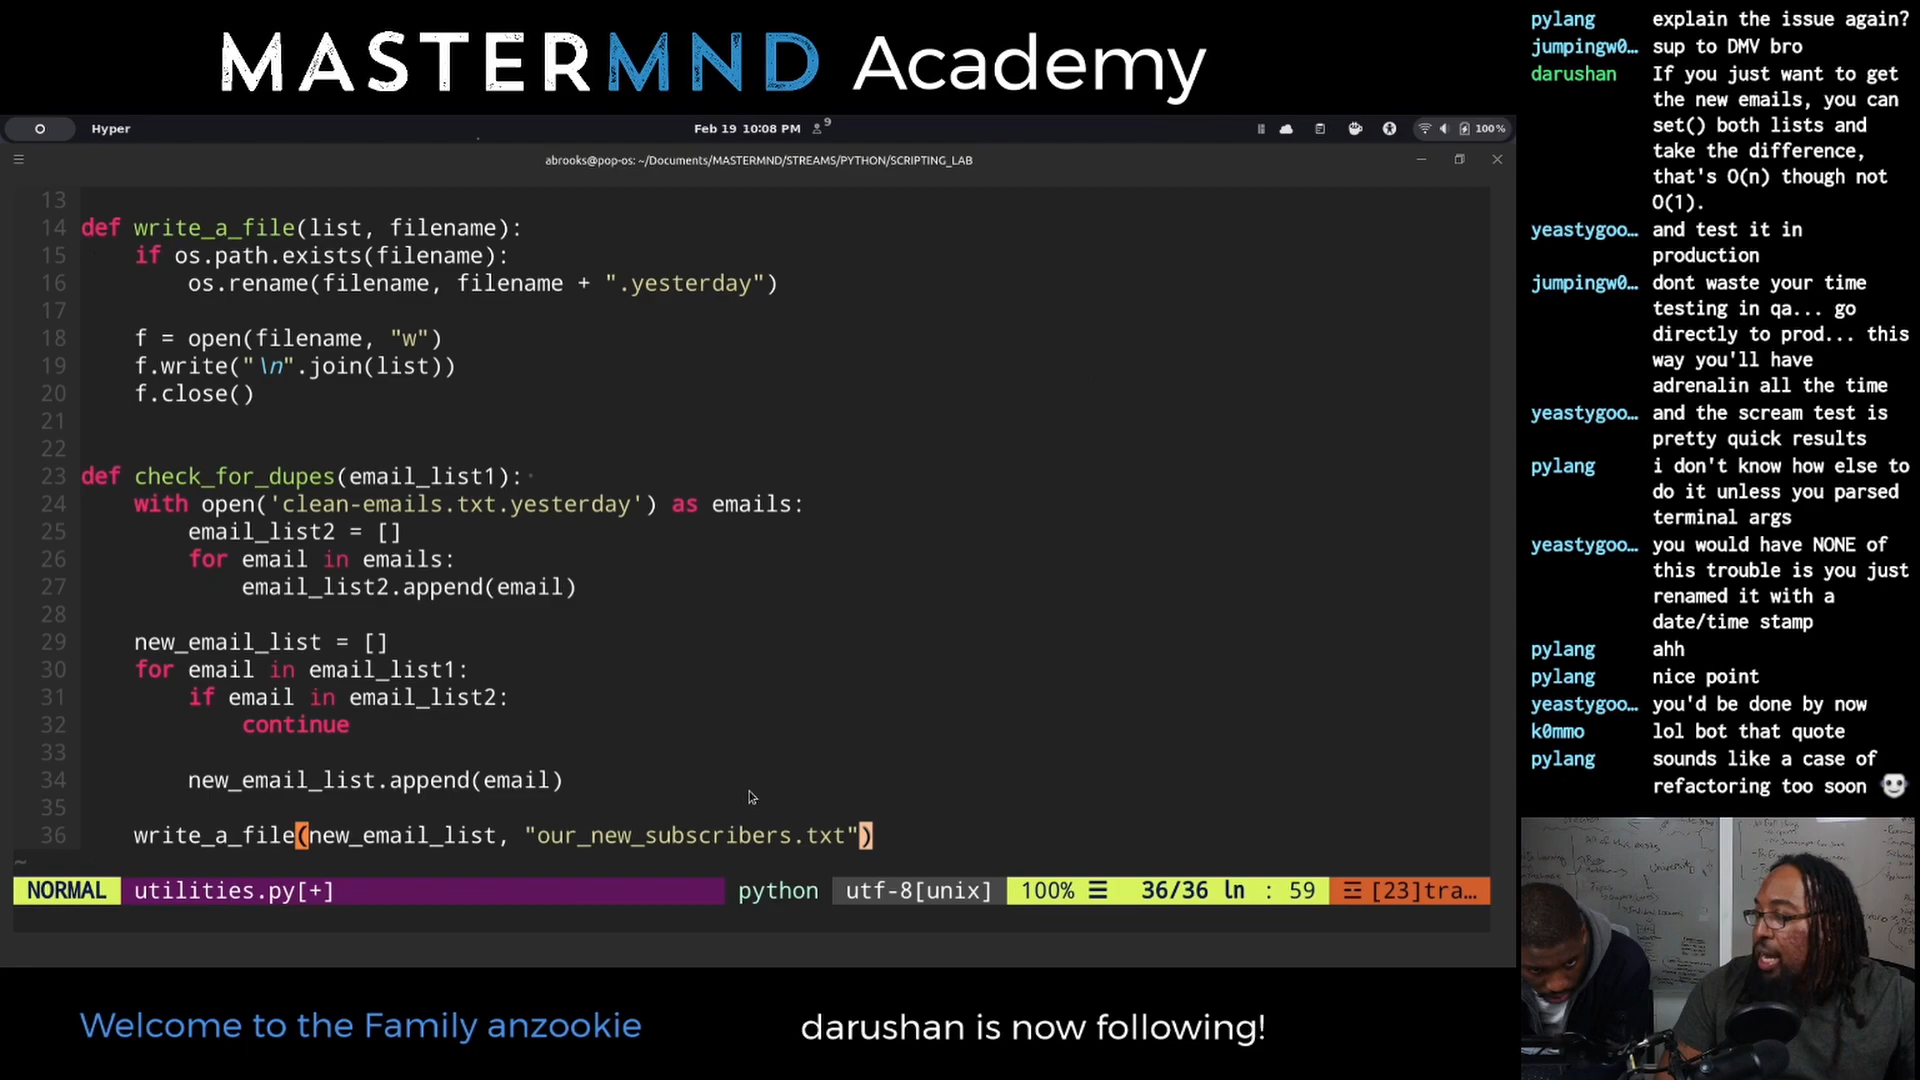 MASTERMND Academy
Hyper
Feb 19 10:08 PM
9
100%
abrooks@pop-os: ~/Documents/MASTERMND/STREAMS/PYTHON/SCRIPTING_LAB
13
14 def write_a_file(list, filename):
15     if os.path.exists(filename):
16         os.rename(filename, filename + ".yesterday")
17
18     f = open(filename, "w")
19     f.write("\n".join(list))
20     f.close()
21
22
23 def check_for_dupes(email_list1):
24     with open('clean-emails.txt.yesterday') as emails:
25         email_list2 = []
26         for email in emails:
27             email_list2.append(email)
28
29     new_email_list = []
30     for email in email_list1:
31         if email in email_list2:
32             continue
33
34         new_email_list.append(email)
35
36     write_a_file(new_email_list, "our_new_subscribers.txt")
~
NORMAL utilities.py[+] python utf-8[unix] 100% ☰ 36/36 ln : 59 ☲ [23]tra…
pylang explain the issue again?
jumpingw0… sup to DMV bro
darushan If you just want to get
the new emails, you can
set() both lists and
take the difference,
that's O(n) though not
O(1).
yeastygoo… and test it in
production
jumpingw0… dont waste your time
testing in qa... go
directly to prod... this
way you'll have
adrenalin all the time
yeastygoo… and the scream test is
pretty quick results
pylang i don't know how else to
do it unless you parsed
terminal args
yeastygoo… you would have NONE of
this trouble is you just
renamed it with a
date/time stamp
pylang ahh
pylang nice point
yeastygoo… you'd be done by now
k0mmo lol bot that quote
pylang sounds like a case of
refactoring too soon
Welcome to the Family anzookie
darushan is now following!